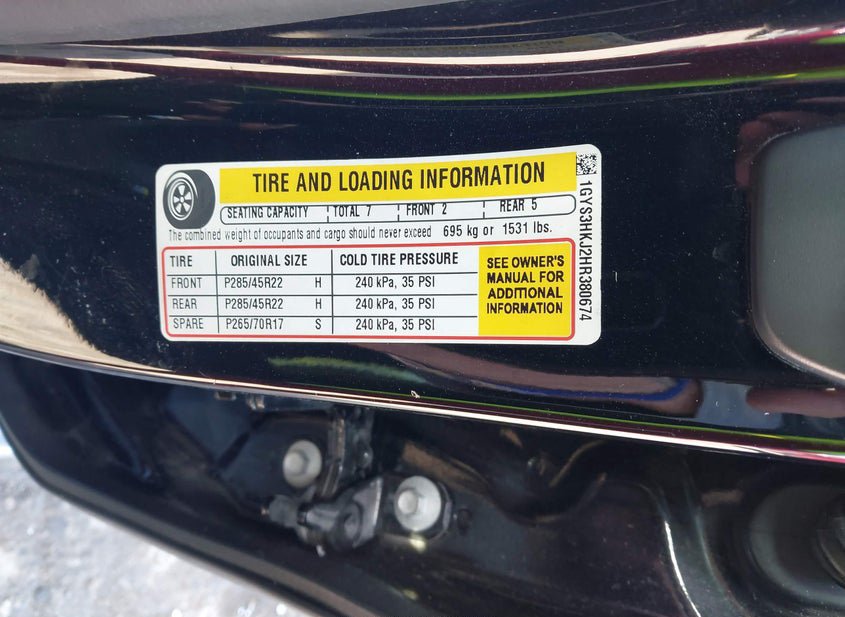 TIRE AND LOADING INFORMATION
SEATING CAPACITY TOTAL 7 FRONT 2 REAR 5
The combined weight of occupants and cargo should never exceed 695 kg or 1531 lbs.
TIRE ORIGINAL SIZE COLD TIRE PRESSURE
FRONT P285/45R22 H 240 kPa, 35 PSI
REAR P285/45R22 H 240 kPa, 35 PSI
SPARE P265/70R17 S 240 kPa, 35 PSI
SEE OWNER'S
MANUAL FOR
ADDITIONAL
INFORMATION
1GYS3HKJ2HR380674